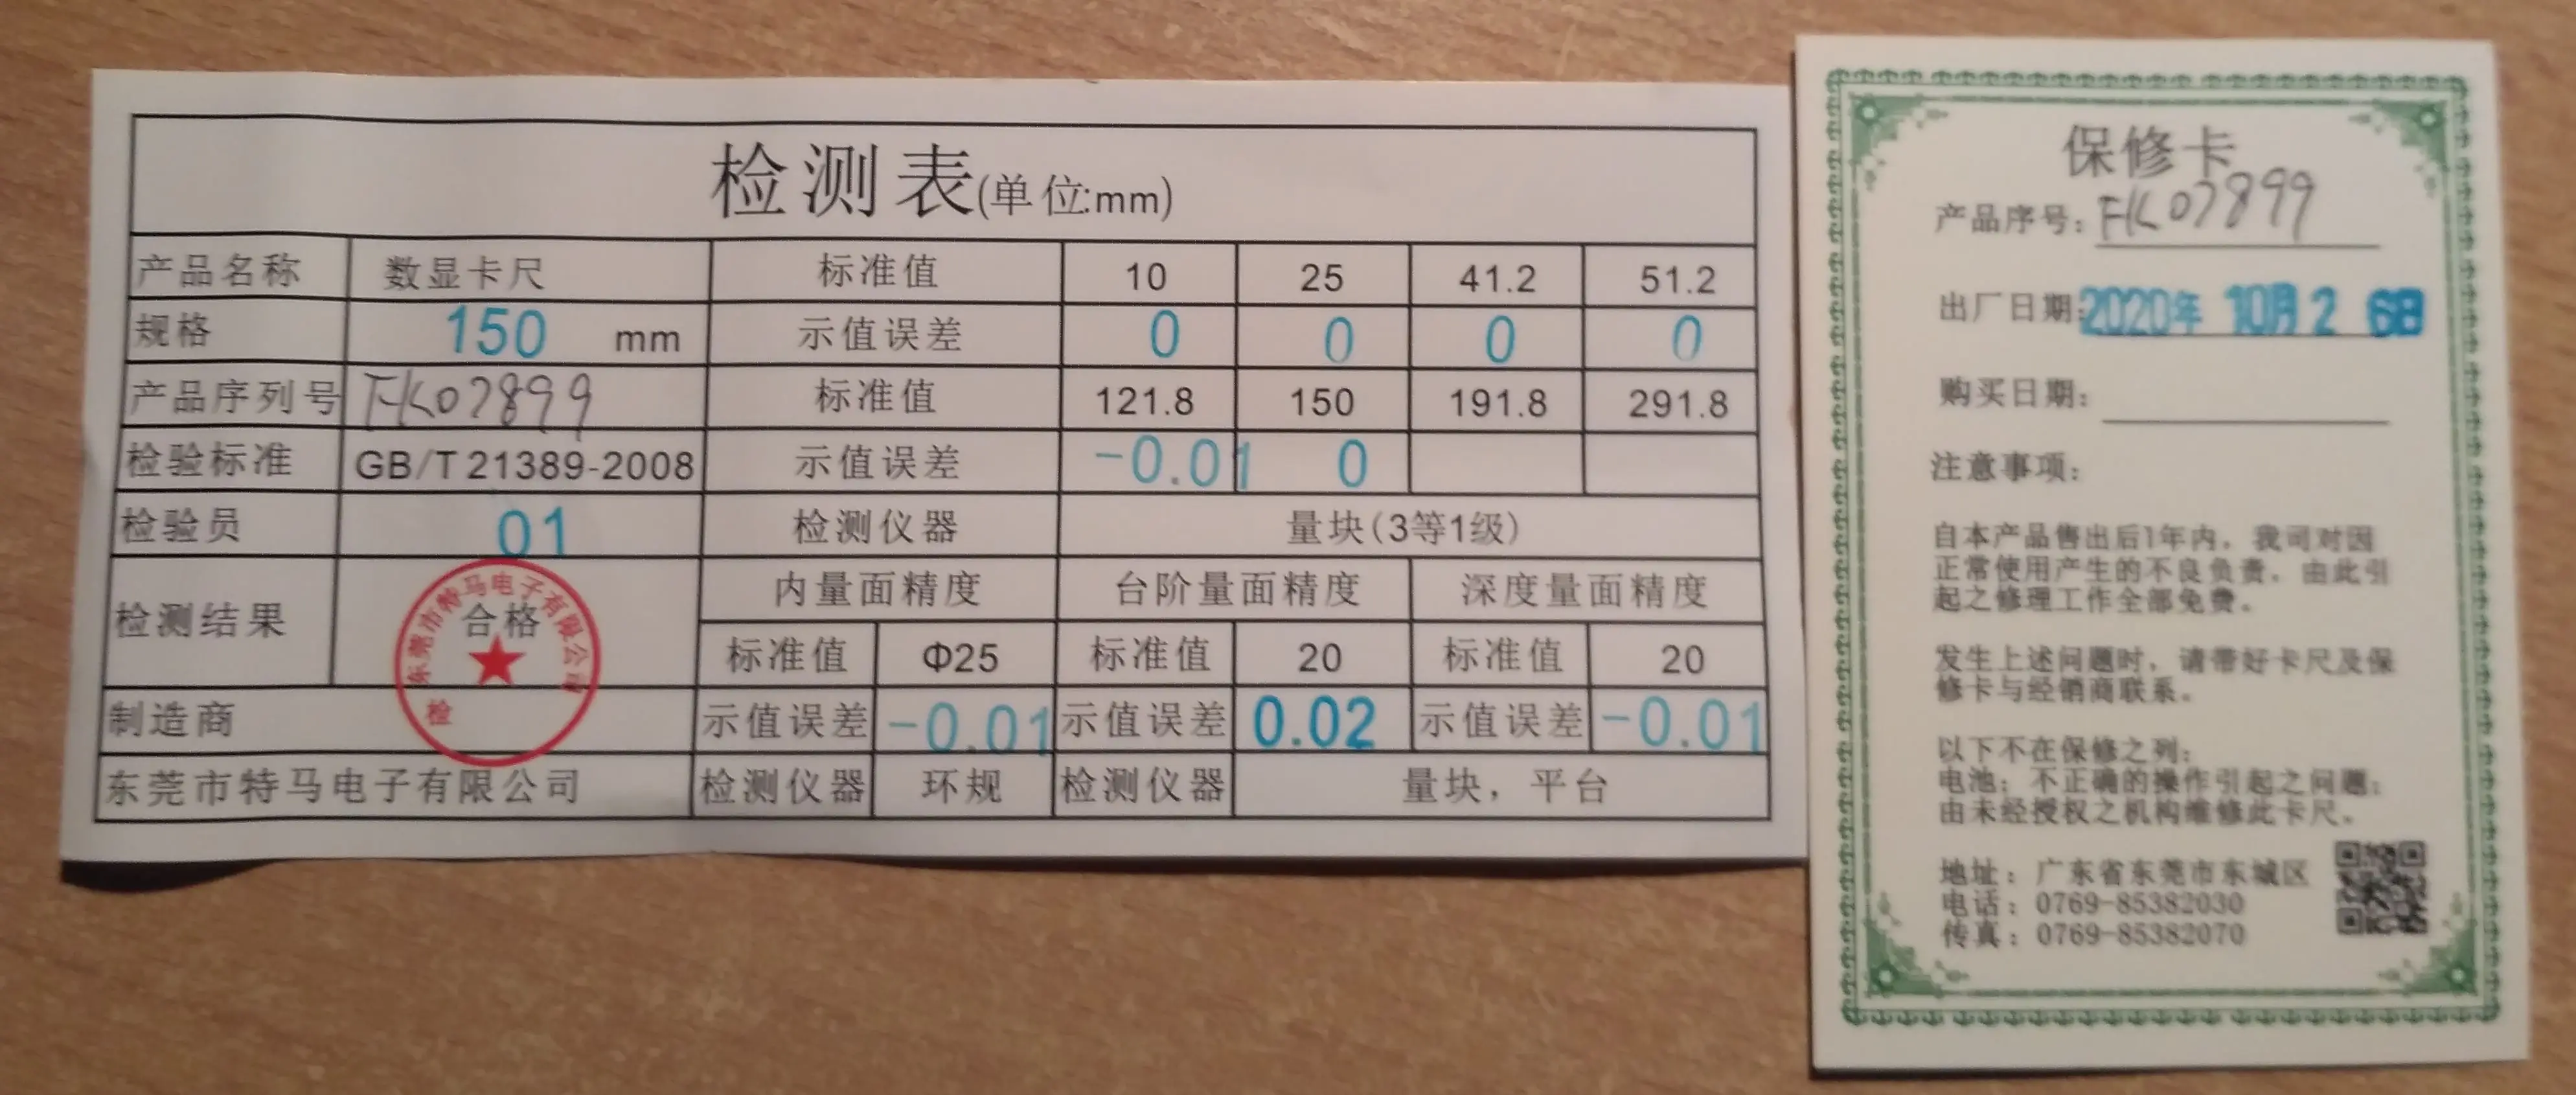 检测表(单位:mm)
产品名称 数显卡尺 标准值 10 25 41.2 51.2
规格 150 mm 示值误差 0 0 0 0
产品序列号 FK07899 标准值 121.8 150 191.8 291.8
检验标准 GB/T 21389-2008 示值误差 -0.01 0
检验员 01 检测仪器 量块(3等1级)
检测结果 合格 内量面精度 台阶量面精度 深度量面精度
标准值 Φ25 标准值 20 标准值 20
制造商 示值误差 -0.01 示值误差 0.02 示值误差 -0.01
东莞市特马电子有限公司 检测仪器 环规 检测仪器 量块，平台
东莞市特马电子有限公司
检
保修卡
产品序号：FK07899
出厂日期：2020年 10月 2 6日
购买日期：
注意事项：
自本产品售出后1年内，我司对因
正常使用产生的不良负责，由此引
起之修理工作全部免费。
发生上述问题时，请带好卡尺及保
修卡与经销商联系。
以下不在保修之列：
电池；不正确的操作引起之问题；
由未经授权之机构维修此卡尺。
地址：广东省东莞市东城区
电话：0769-85382030
传真：0769-85382070